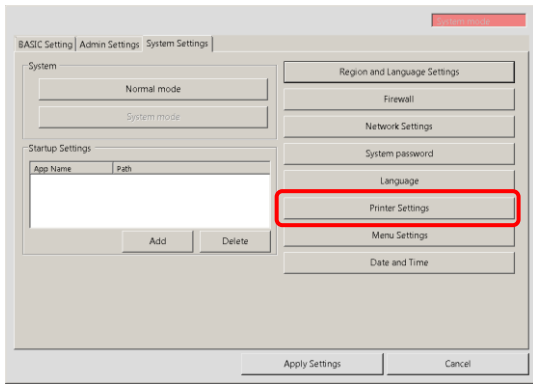 System mode
BASIC Setting Admin Settings System Settings
System
Normal mode
System mode
Startup Settings
App Name Path
Add Delete
Region and Language Settings
Firewall
Network Settings
System password
Language
Printer Settings
Menu Settings
Date and Time
Apply Settings Cancel